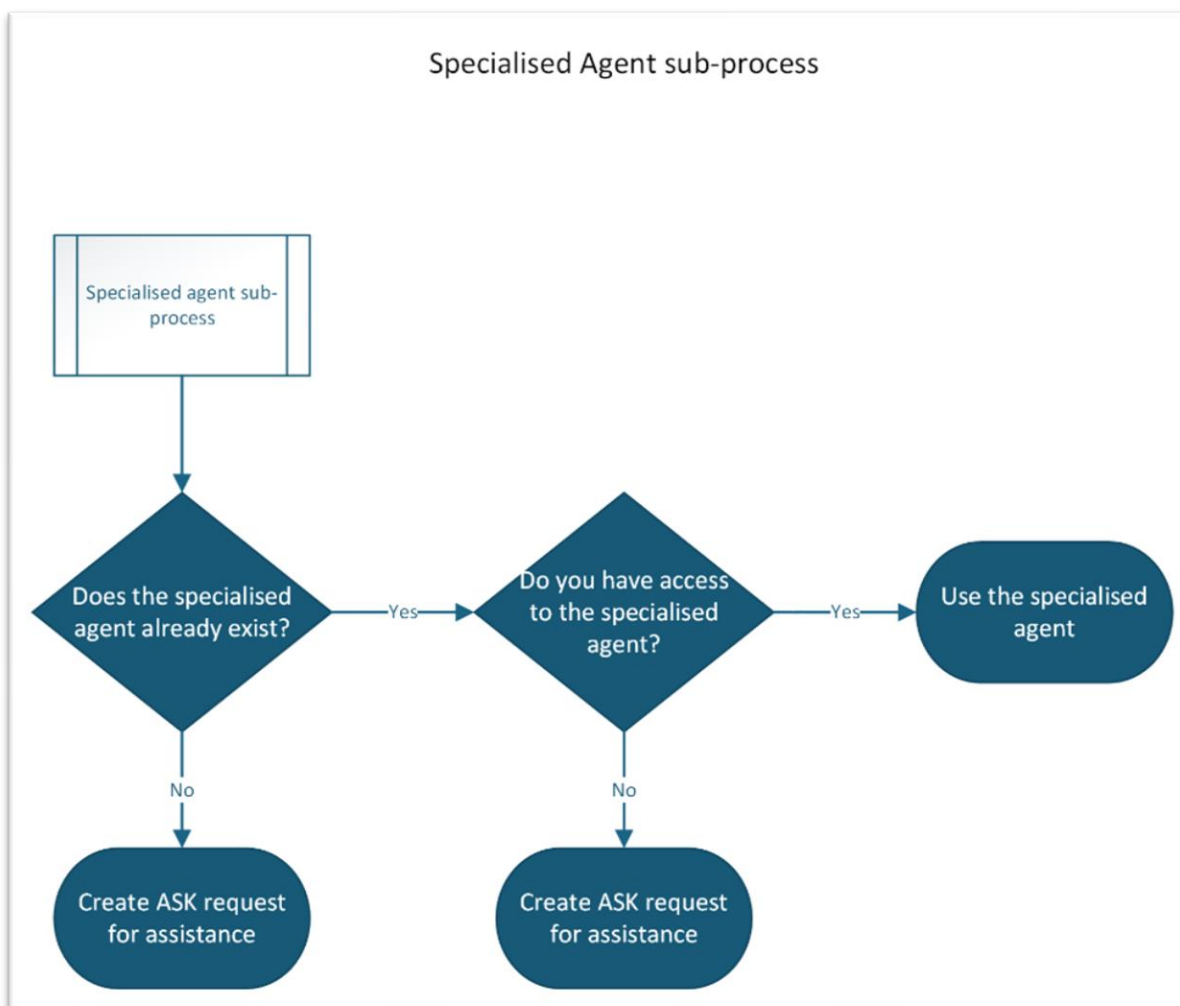 Specialised Agent sub-process
Specialised agent sub-
process
Does the specialised
agent already exist?
Yes
Do you have access
to the specialised
agent?
Yes
Use the specialised
agent
No
No
Create ASK request
for assistance
Create ASK request
for assistance